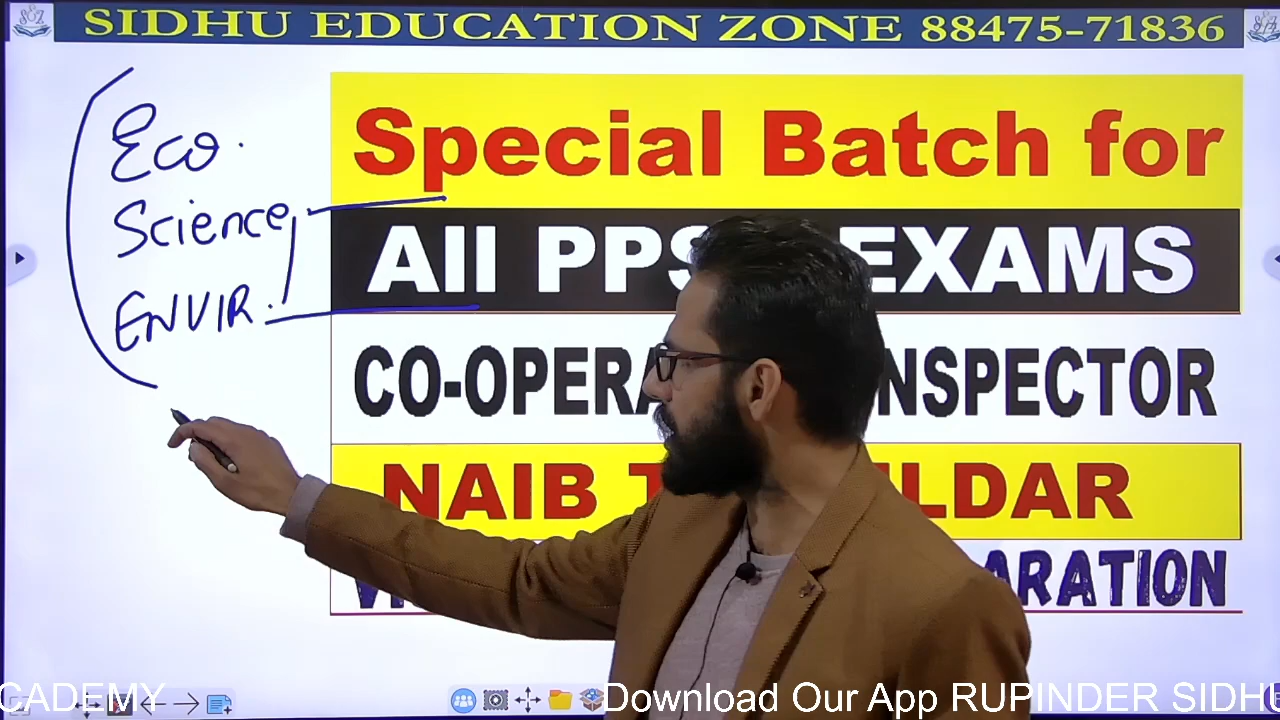 SIDHU EDUCATION ZONE 88475-71836
Eco.
Science,
ENVIR.
Special Batch for
All PPS EXAMS
CO-OPERA NSPECTOR
NAIB T LDAR
ARATION
CADEMY Download Our App RUPINDER SIDHU